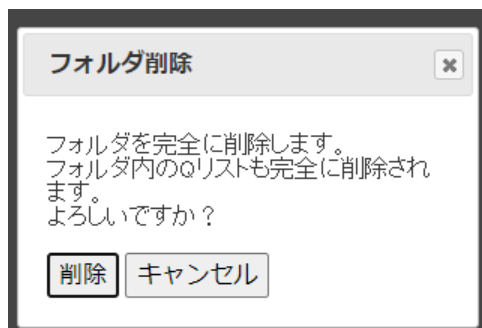 フォルダ削除
フォルダを完全に削除します。
フォルダ内のQリストも完全に削除され
ます。
よろしいですか？
削除 キャンセル